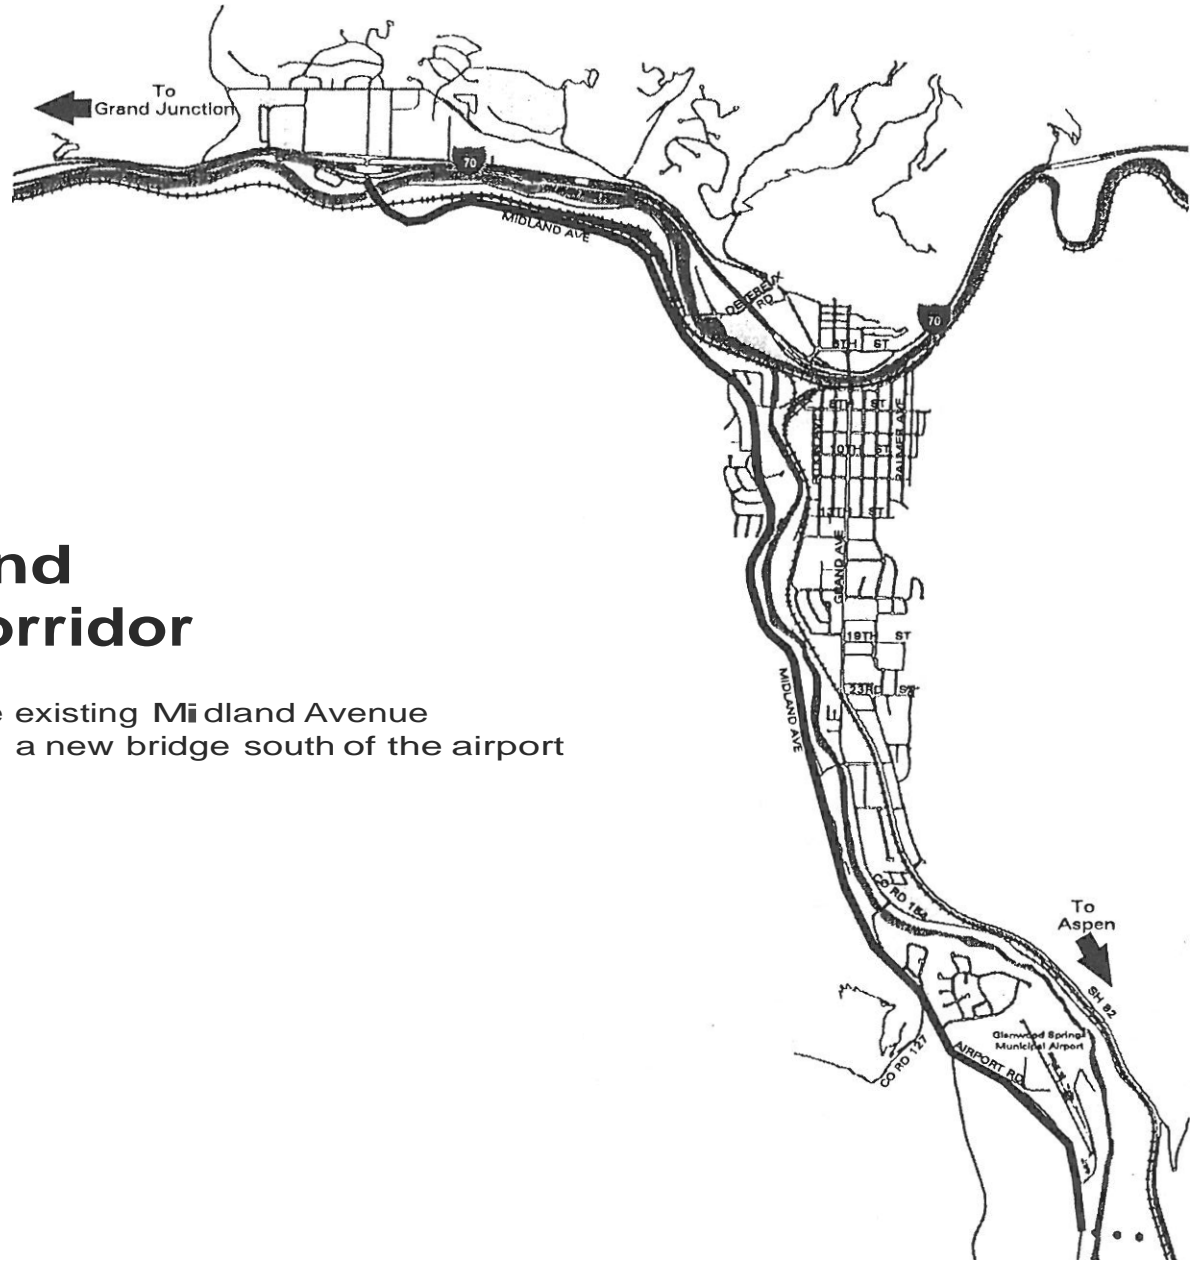 To
Grand Junction
70
MIDLAND AVE
DEVEREUX
RD
70
6TH ST
8TH ST
PALMER AVE
10TH ST
13TH ST
GRAND AVE
19TH ST
23RD ST
MIDLAND AVE
nd
orridor
e existing Midland Avenue
a new bridge south of the airport
CO RD 154
To
Aspen
SH 82
Glenwood Springs
Municipal Airport
AIRPORT RD
CO RD 127